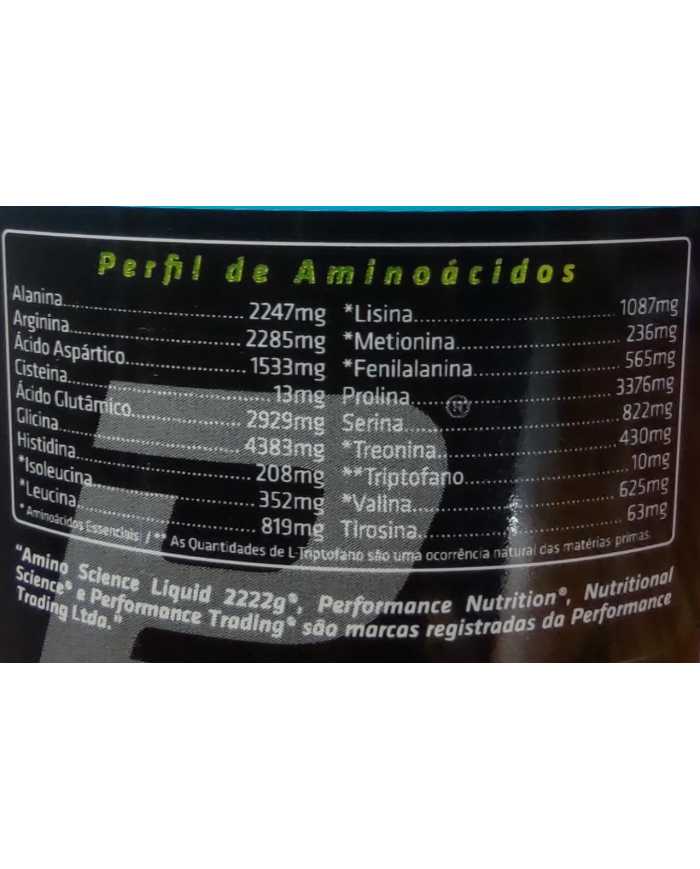 Perfil de Aminoácidos
Alanina..................2247mg
Arginina..................2285mg
Ácido Aspártico..................1533mg
Cisteina..................13mg
Ácido Glutâmico..................2929mg
Glicina..................4383mg
Histidina..................208mg
*Isoleucina..................352mg
*Leucina..................819mg
*Lisina..................1087mg
*Metionina..................236mg
*Fenilalanina..................565mg
Prolina..................3376mg
Serina..................822mg
*Treonina..................430mg
**Triptofano..................10mg
*Valina..................625mg
Tirosina..................63mg
* Aminoácidos Essenciais / ** As Quantidades de L-Triptofano são uma ocorrência natural das matérias primas.
"Amino Science Liquid 2222g®, Performance Nutrition®, Nutritional
Science® e Performance Trading® são marcas registradas da Performance
Trading Ltda."
®